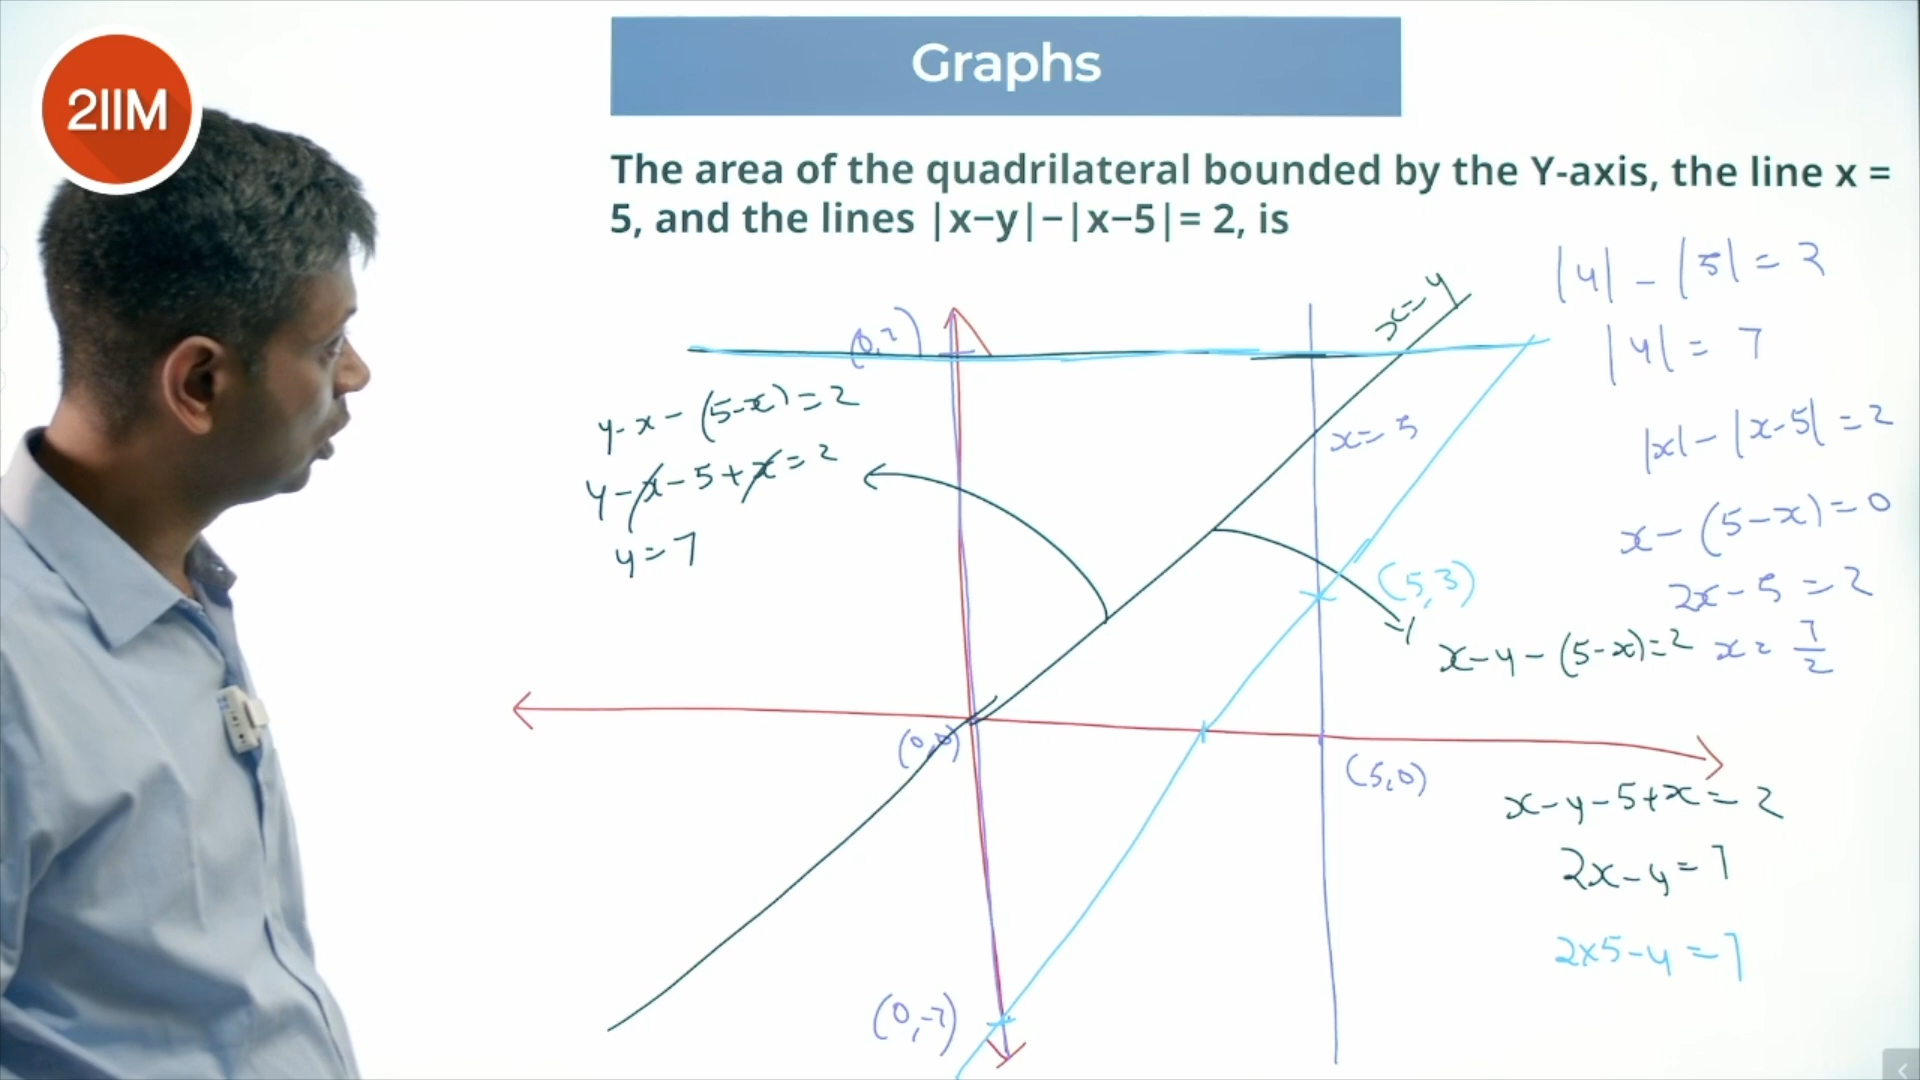 2IIM
Graphs
The area of the quadrilateral bounded by the Y-axis, the line x =
5, and the lines |x−y|−|x−5|= 2, is
|y| - |5| = 2
|y| = 7
|x| - |x-5| = 2
x - (5-x) = 0
2x - 5 = 2
x = 7/2
x = y
(0,7)
y-x - (5-x) = 2
y-x-5+x = 2
y = 7
x = 5
(5,3)
x-y-(5-x)=2
(0,0)
(5,0)
x-y-5+x = 2
2x-y = 7
2x5-y = 7
(0,-7)